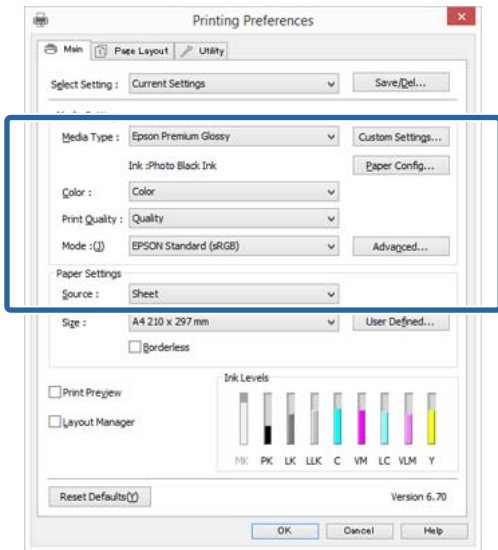 Printing Preferences
Main Page Layout Utility
Select Setting : Current Settings Save/Del...
Media Type : Epson Premium Glossy Custom Settings...
Ink :Photo Black Ink Paper Config...
Color : Color
Print Quality : Quality
Mode :(J) EPSON Standard (sRGB) Advanced...
Paper Settings
Source : Sheet
Size : A4 210 x 297 mm User Defined...
Borderless
Ink Levels
Print Preview
Layout Manager
MK PK LK LLK C VM LC VLM Y
Reset Defaults(Y) Version 6.70
OK Cancel Help